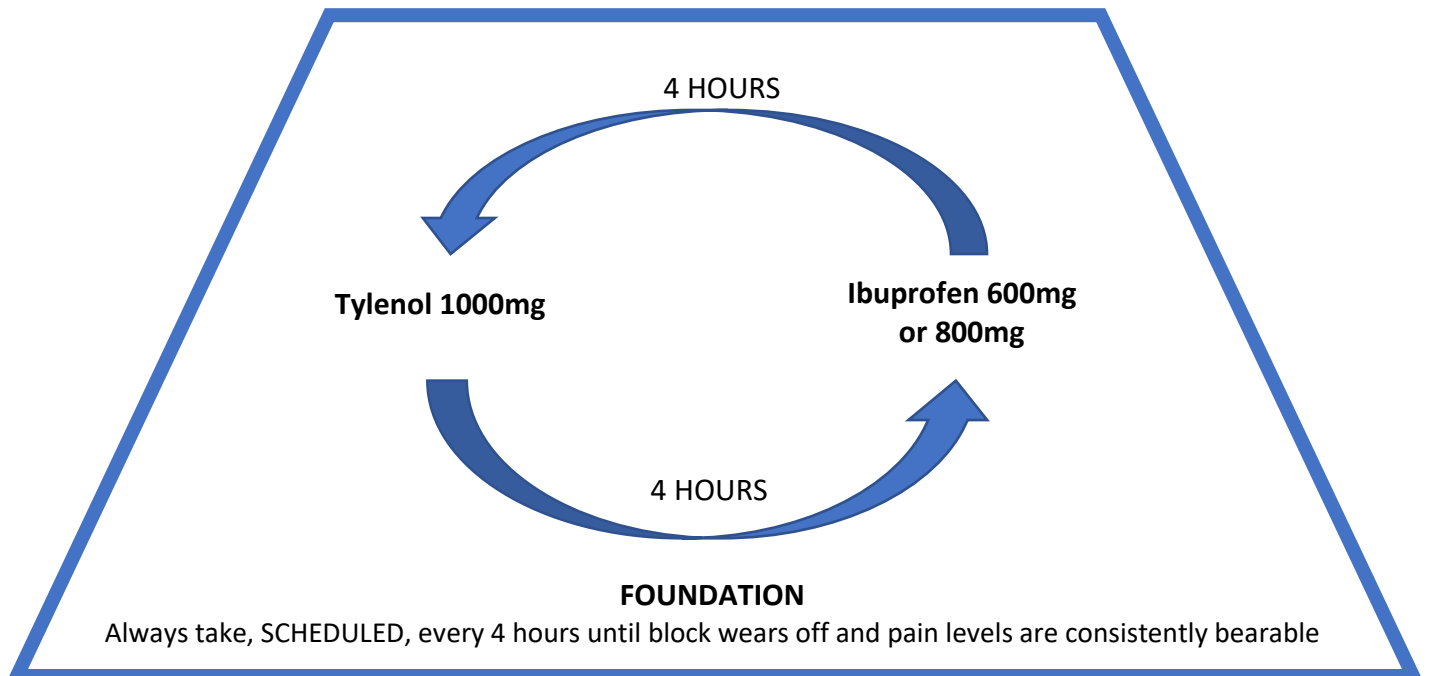 4 HOURS
Tylenol 1000mg
Ibuprofen 600mg
or 800mg
4 HOURS
FOUNDATION
Always take, SCHEDULED, every 4 hours until block wears off and pain levels are consistently bearable